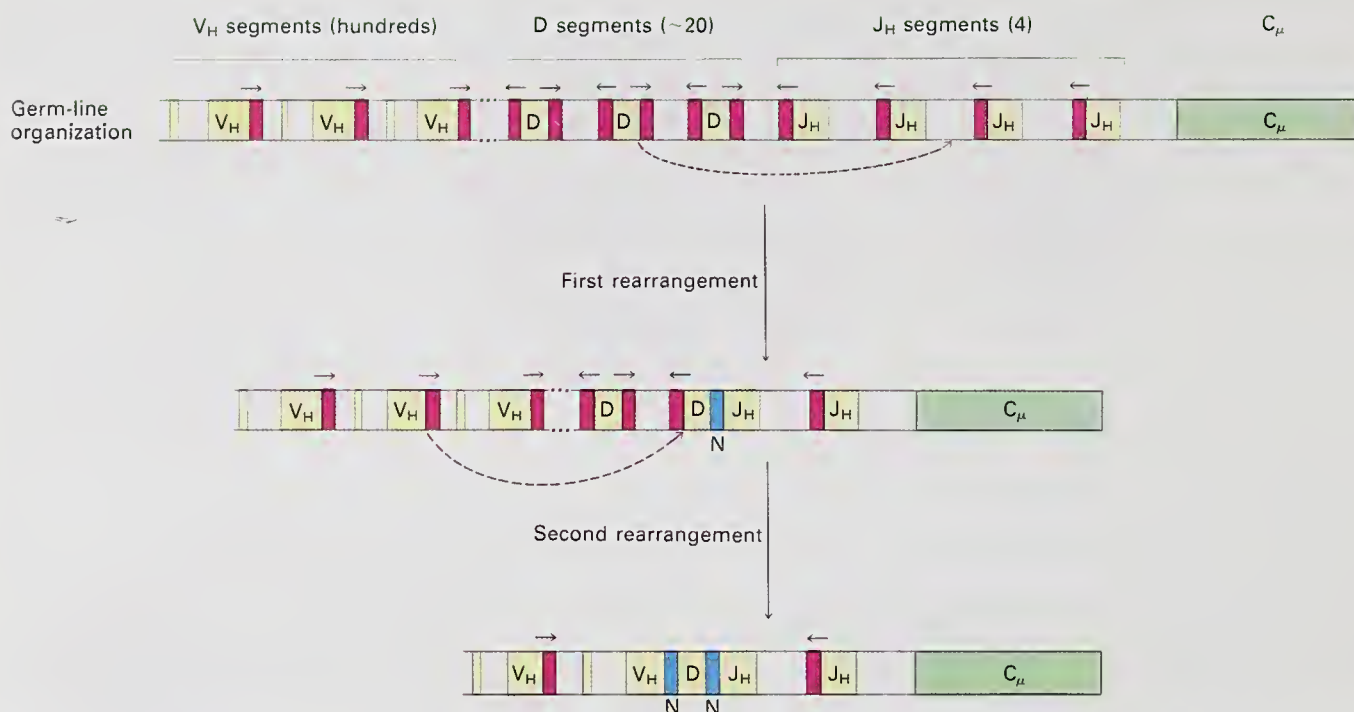 V_H segments (hundreds) D segments (~20) J_H segments (4) C_μ
Germ-line
organization
V_H V_H V_H D D D J_H J_H J_H J_H C_μ
First rearrangement
V_H V_H V_H D D J_H J_H C_μ
N
Second rearrangement
V_H V_H D J_H J_H C_μ
N N